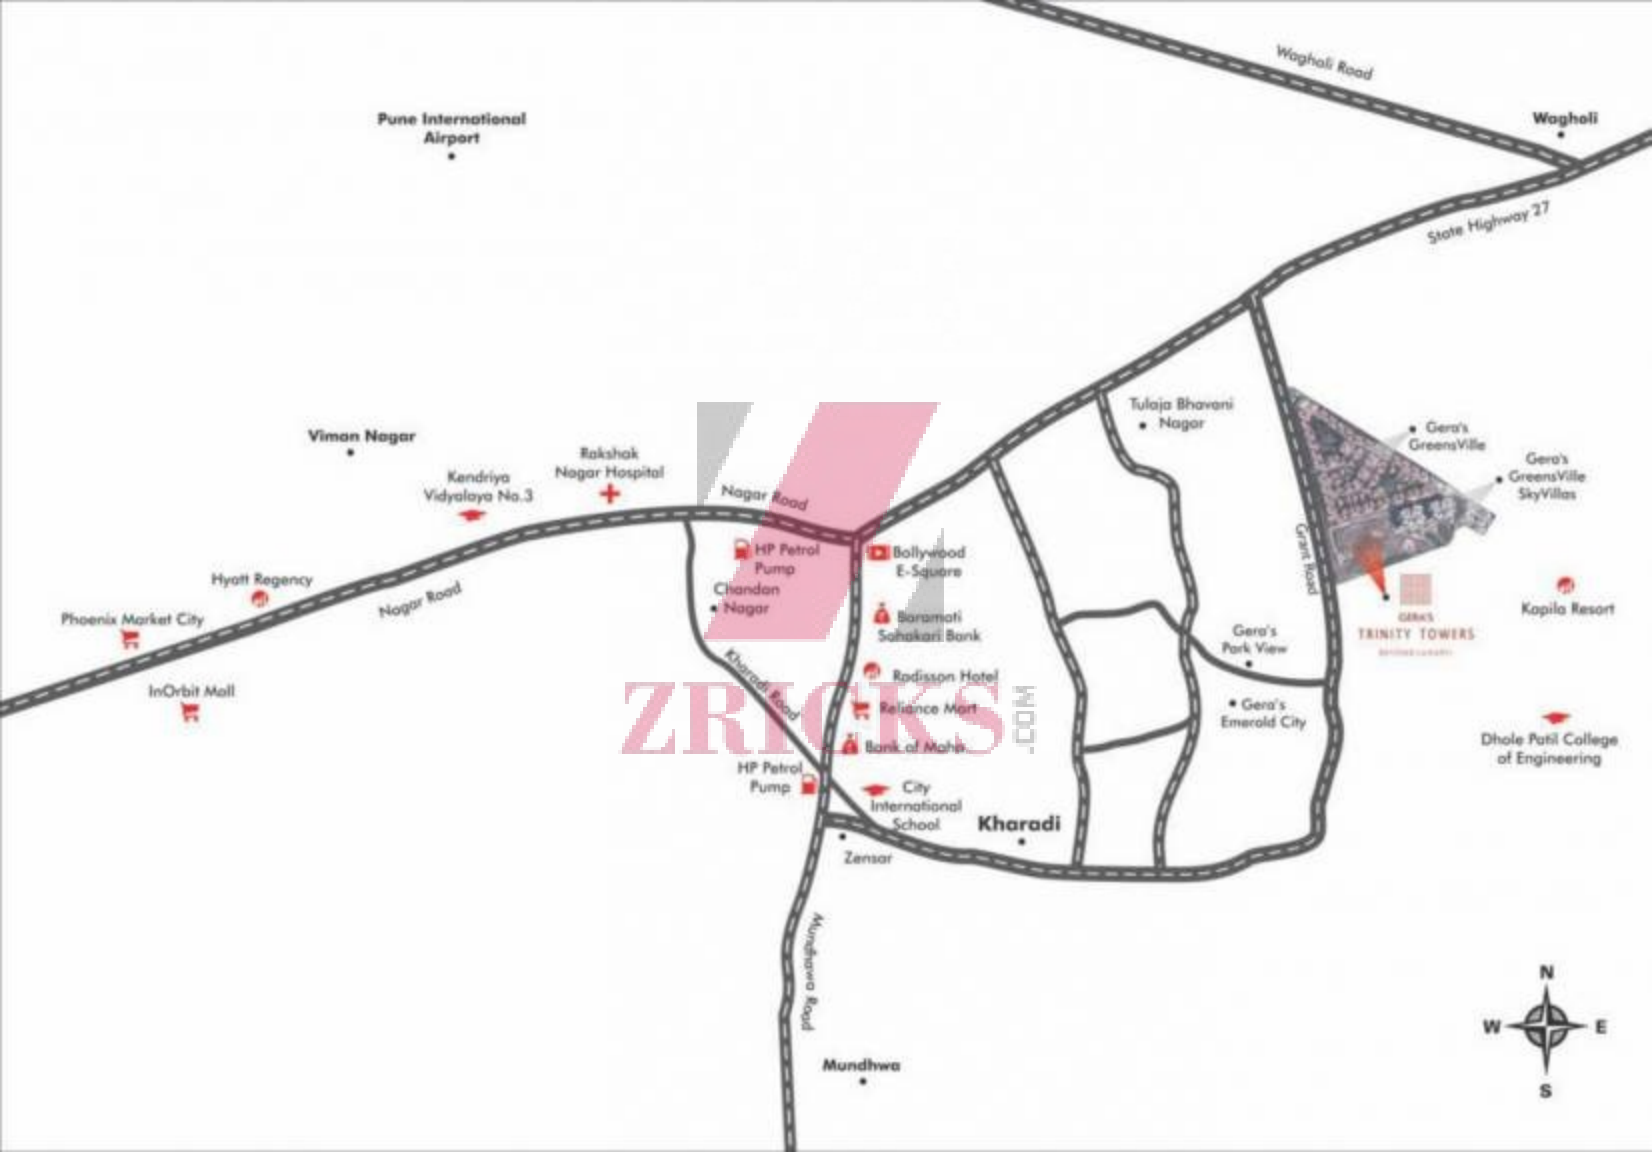 Wagholi Road
Wagholi
Pune International
Airport
State Highway 27
Tulaja Bhavani
Nagar
Gera's
GreensVille
Gera's
GreensVille
SkyVillas
Viman Nagar
Rakshak
Nagar Hospital
Kendriya
Vidyalaya No.3
Nagar Road
HP Petrol
Pump
Bollywood
E-Square
Grant Road
Hyatt Regency
Nagar Road
Chandan
Nagar
Phoenix Market City
Baramati
Sahakari Bank
GERA'S
TRINITY TOWERS
Kapila Resort
Gera's
Park View
Kharadi Road
Radisson Hotel
InOrbit Mall
Reliance Mart
ZRICKS
.COM
Gera's
Emerald City
Bank of Maha.
Dhole Patil College
of Engineering
HP Petrol
Pump
City
International
School
Kharadi
Zensar
Mundhawa Road
Mundhwa
N
W
E
S